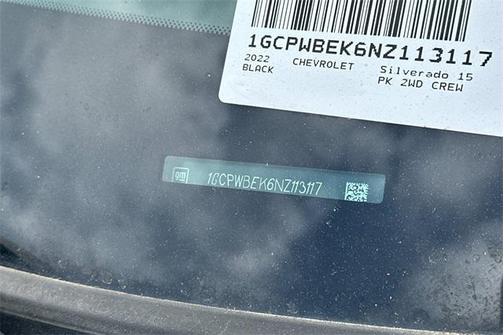 1GCPWBEK6NZ113117
2022 CHEVROLET Silverado 15
BLACK PK 2WD CREW
gm 1GCPWBEK6NZ113117